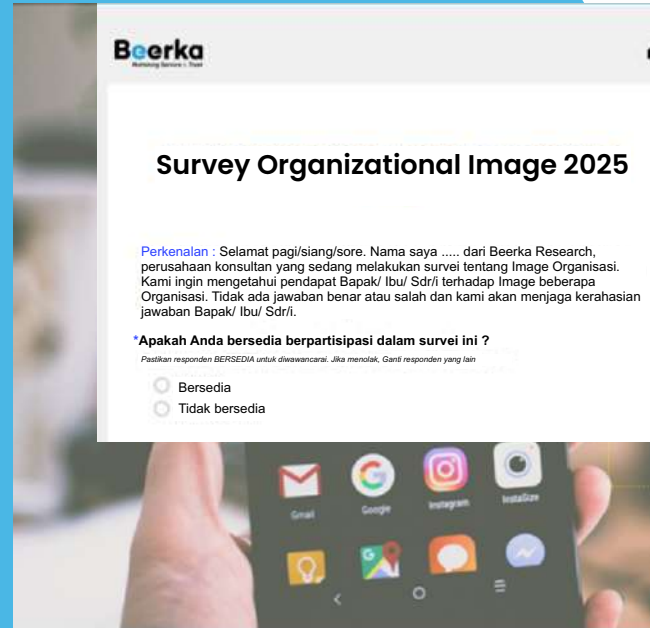 Beerka
Survey Organizational Image 2025
Perkenalan : Selamat pagi/siang/sore. Nama saya ..... dari Beerka Research,
perusahaan konsultan yang sedang melakukan survei tentang Image Organisasi.
Kami ingin mengetahui pendapat Bapak/ Ibu/ Sdr/i terhadap Image beberapa
Organisasi. Tidak ada jawaban benar atau salah dan kami akan menjaga kerahasian
jawaban Bapak/ Ibu/ Sdr/i.
*Apakah Anda bersedia berpartisipasi dalam survei ini ?
Pastikan responden BERSEDIA untuk diwawancarai. Jika menolak, Ganti responden yang lain
Bersedia
Tidak bersedia
Gmail Google Instagram InstaSize